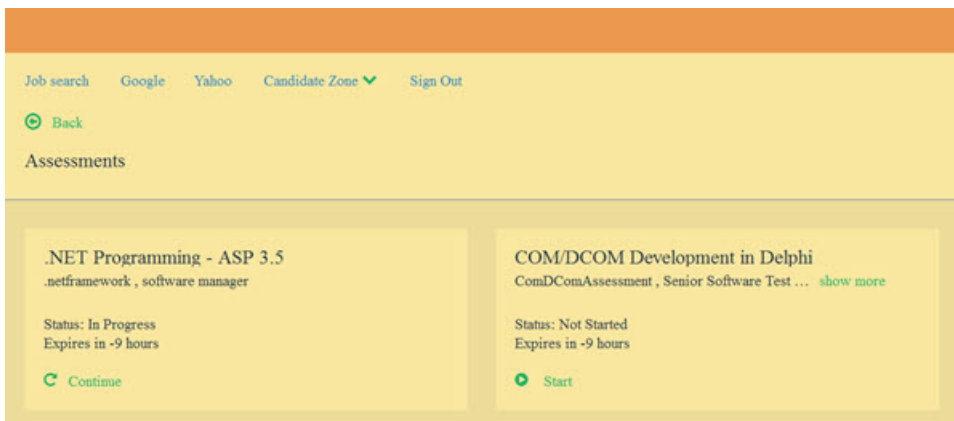 Job search Google Yahoo Candidate Zone Sign Out
Back
Assessments
.NET Programming - ASP 3.5
.netframework , software manager
Status: In Progress
Expires in -9 hours
Continue
COM/DCOM Development in Delphi
ComDComAssessment , Senior Software Test ... show more
Status: Not Started
Expires in -9 hours
Start